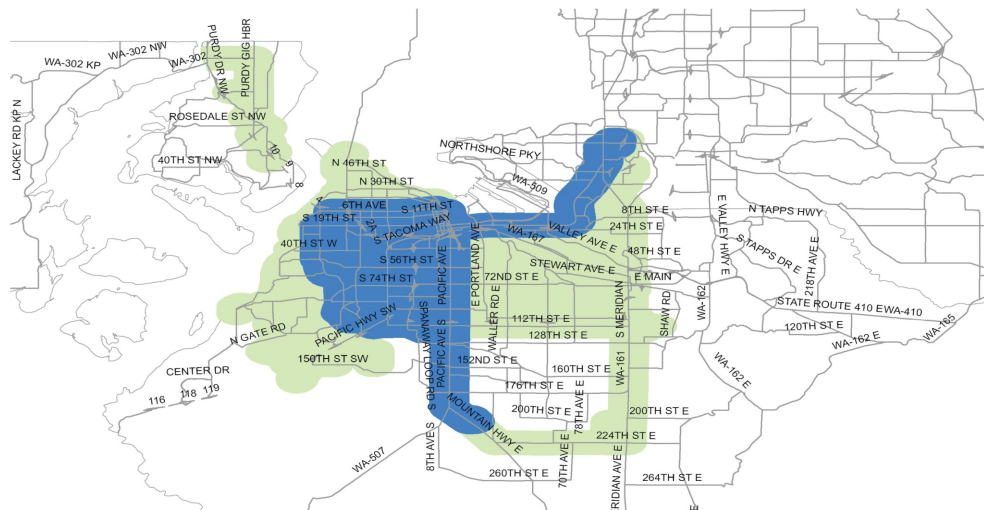 WA-302 NW
WA-302 KP
WA-302
PURDY DR NW
PURDY GIG HBR
LACKEY RD KP N
ROSEDALE ST NW
40TH ST NW
10
9
8
4
N 46TH ST
N 30TH ST
NORTHSHORE PKY
WA-509
6TH AVE
S 11TH ST
S 19TH ST
2A
S TACOMA WAY
40TH ST W
S 56TH ST
S 74TH ST
PACIFIC AVE
E PORTLAND AVE
WA-167
VALLEY AVE E
8TH ST E
24TH ST E
48TH ST E
STEWART AVE E
E MAIN
72ND ST E
WALLER RD E
112TH ST E
128TH ST E
S MERIDIAN
SHAW RD
WA-162
E VALLEY HWY E
N TAPPS HWY
S TAPPS DR E
218TH AVE E
STATE ROUTE 410 E
WA-410
120TH ST E
WA-162 E
WA-165
WA-162 E
N GATE RD
PACIFIC HWY SW
150TH ST SW
SPANAWAY LOOP RD S
PACIFIC AVE S
152ND ST E
160TH ST E
176TH ST E
WA-161
CENTER DR
116
118
119
MOUNTAIN HWY E
200TH ST E
78TH AVE E
200TH ST E
224TH ST E
8TH AVE S
WA-507
260TH ST E
70TH AVE E
RIDIAN AVE E
264TH ST E
E